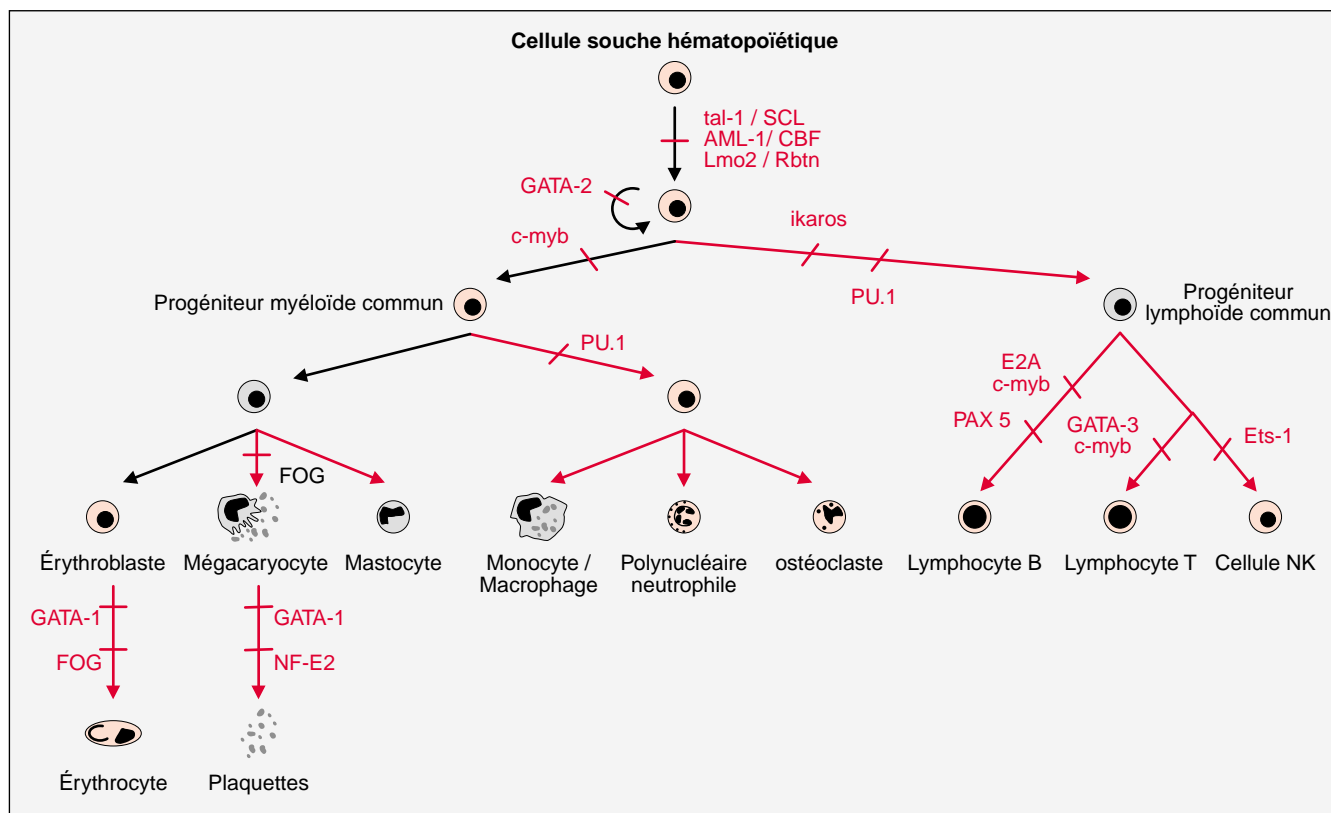 Cellule souche hématopoïétique
tal-1 / SCL
AML-1/ CBF
Lmo2 / Rbtn
GATA-2
ikaros
c-myb
PU.1
Progéniteur myéloïde commun
Progéniteur
lymphoïde commun
PU.1
E2A
c-myb
PAX 5
GATA-3
c-myb
Ets-1
FOG
Érythroblaste
Mégacaryocyte
Mastocyte
Monocyte /
Macrophage
Polynucléaire
neutrophile
ostéoclaste
Lymphocyte B
Lymphocyte T
Cellule NK
GATA-1
GATA-1
FOG
NF-E2
Érythrocyte
Plaquettes